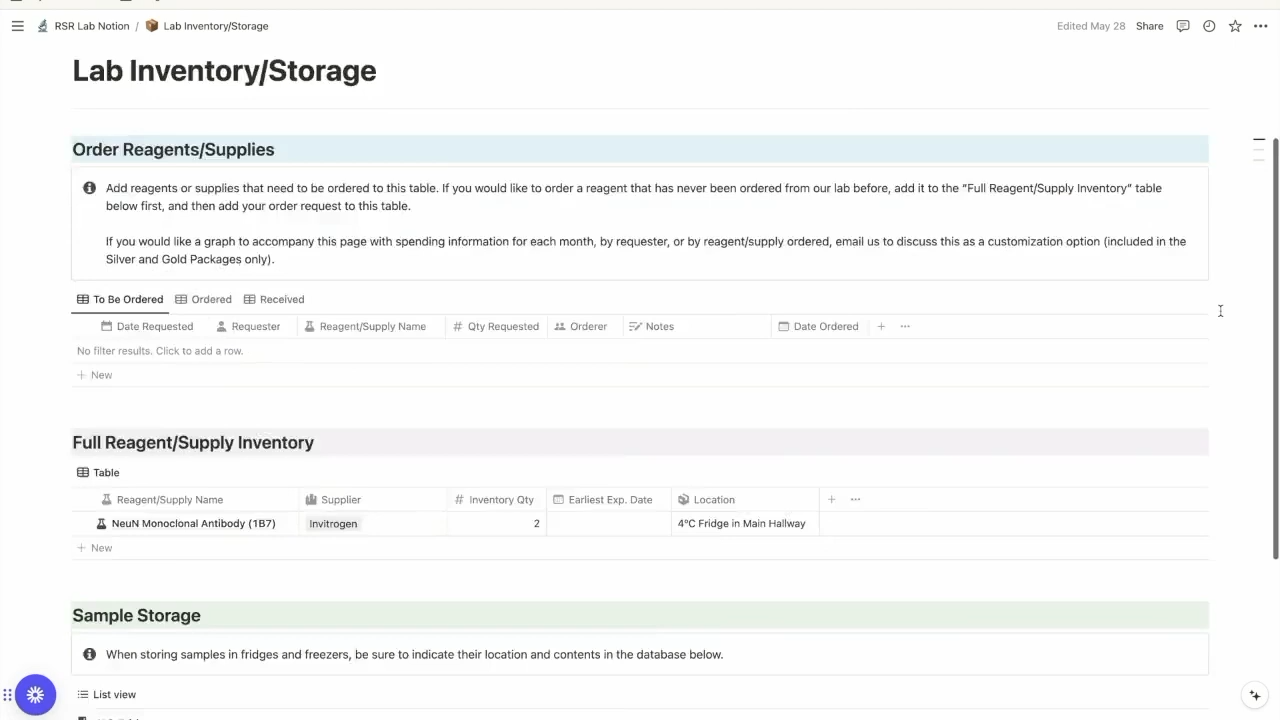 RSR Lab Notion / Lab Inventory/Storage
Edited May 28 Share
Lab Inventory/Storage
Order Reagents/Supplies
Add reagents or supplies that need to be ordered to this table. If you would like to order a reagent that has never been ordered from our lab before, add it to the “Full Reagent/Supply Inventory” table
below first, and then add your order request to this table.
If you would like a graph to accompany this page with spending information for each month, by requester, or by reagent/supply ordered, email us to discuss this as a customization option (included in the
Silver and Gold Packages only).
To Be Ordered Ordered Received
Date Requested Requester Reagent/Supply Name # Qty Requested Orderer Notes Date Ordered + ...
No filter results. Click to add a row.
+ New
Full Reagent/Supply Inventory
Table
Reagent/Supply Name Supplier # Inventory Qty Earliest Exp. Date Location + ...
NeuN Monoclonal Antibody (1B7) Invitrogen 2 4°C Fridge in Main Hallway
+ New
Sample Storage
When storing samples in fridges and freezers, be sure to indicate their location and contents in the database below.
List view